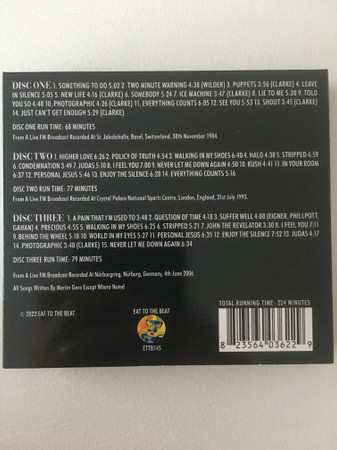 DISC ONE 1. SOMETHING TO DO 5.02 2. TWO MINUTE WARNING 4:38 [WILDER] 3. PUPPETS 3:56 [CLARKE] 4. LEAVE
IN SILENCE 5:05 5. NEW LIFE 4:16 [CLARKE] 6. SOMEBODY 5:24 7. ICE MACHINE 3:47 [CLARKE] 8. LIE TO ME 5:30 9. TOLD
YOU SO 4:40 10. PHOTOGRAPHIC 4:26 [CLARKE] 11. EVERYTHING COUNTS 6:05 12. SEE YOU 5:53 13. SHOUT 3:45 [CLARKE]
14. JUST CAN'T GET ENOUGH 5:29 [CLARKE]
DISC ONE RUN TIME: 68 MINUTES
From A Live FM Broadcast Recorded At St. Jakobshalle, Basel, Switzerland, 30th November 1984.
DISC TWO 1. HIGHER LOVE 6:26 2. POLICY OF TRUTH 4.54 3. WALKING IN MY SHOES 6:40 4. HALO 4.38 5. STRIPPED 4.59
6. CONDEMNATION 3.49 7. JUDAS 5.10 8. I FEEL YOU 7.00 9. NEVER LET ME DOWN AGAIN 4.50 10. RUSH 4.41 11. IN YOUR ROOM
6:37 12. PERSONAL JESUS 5.46 13. ENJOY THE SILENCE 6:28 14. EVERYTHING COUNTS 5.16
DISC TWO RUN TIME: 77 MINUTES
From A Live FM Broadcast Recorded At Crystal Palace National Sports Centre, London, England, 31st July 1993.
DISC THREE 1. A PAIN THAT I'M USED TO 3:48 2. QUESTION OF TIME 4:18 3. SUFFER WELL 4:00 [EIGNER, PHILLPOTT,
GAHAN] 4. PRECIOUS 4:55 5. WALKING IN MY SHOES 6:25 6. STRIPPED 5:21 7. JOHN THE REVELATOR 3.30 8. I FEEL YOU 7:11
9. BEHIND THE WHEEL 5:18 10. WORLD IN MY EYES 5:27 11. PERSONAL JESUS 6:35 12. ENJOY THE SILENCE 7:52 13. JUDAS 4.17
14. PHOTOGRAPHIC 3:40 [CLARKE] 15. NEVER LET ME DOWN AGAIN 6:34
DISC THREE RUN TIME: 79 MINUTES
From A Live FM Broadcast Recorded At Nürburgring, Nürburg, Germany, 4th June 2006.
All Songs Written By Martin Gore Except Where Noted
TOTAL RUNNING TIME: 224 MINUTES
© 2022 EAT TO THE BEAT
EAT TO THE BEAT
ETTB145
8 23564 03622 9